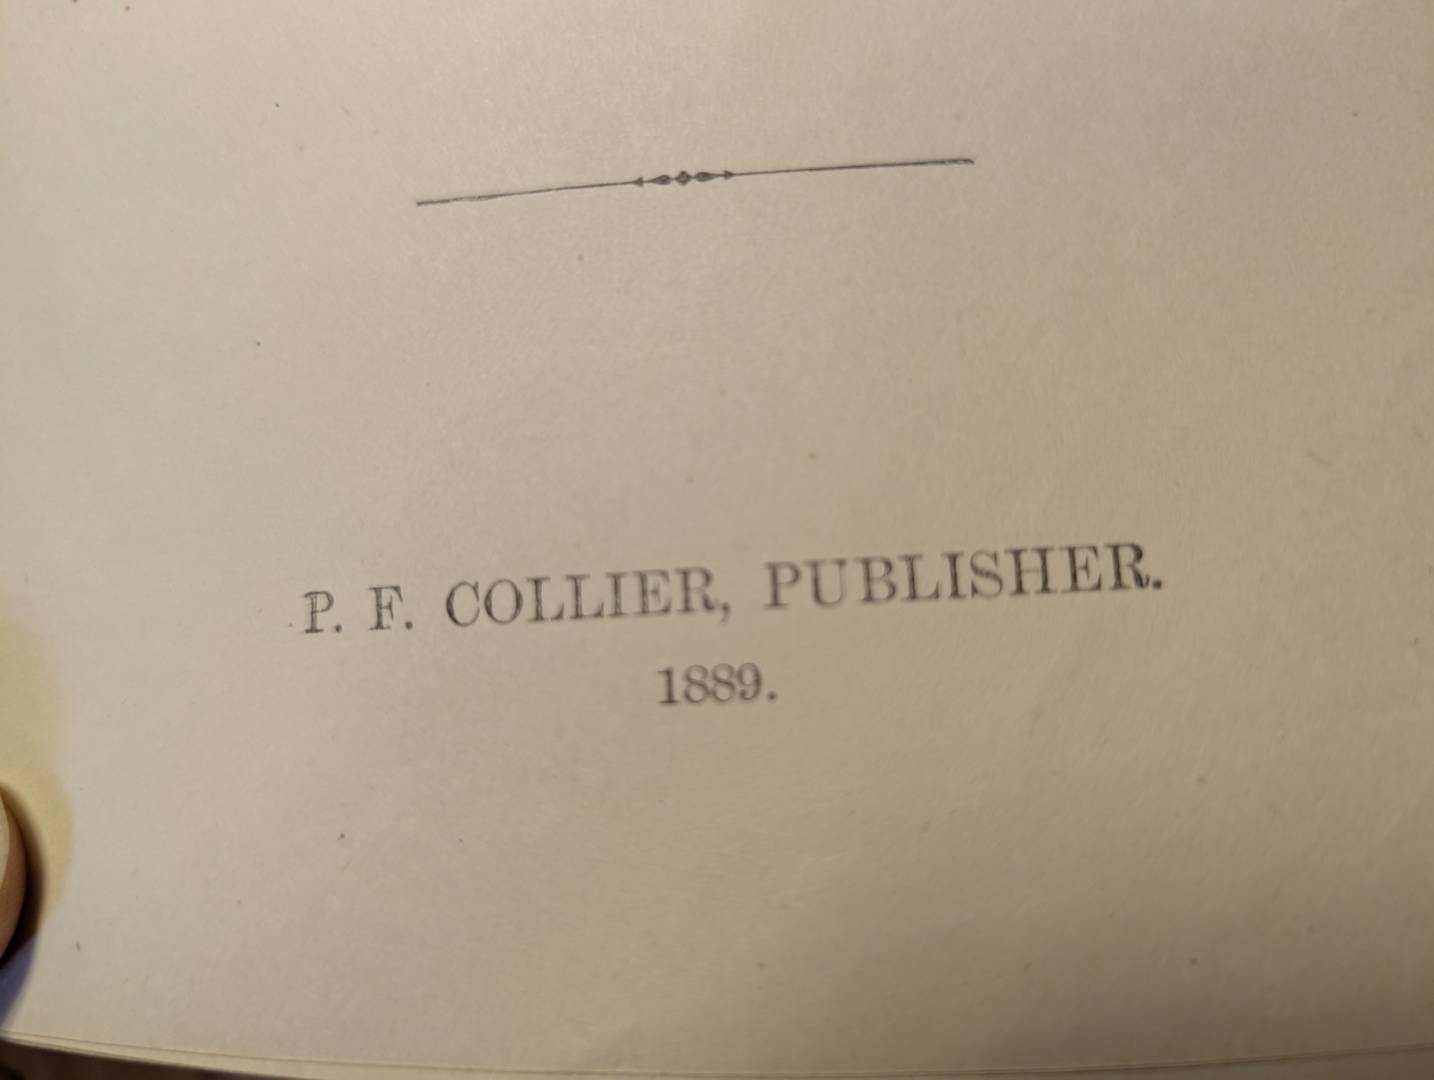 P. F. COLLIER, PUBLISHER.
1889.